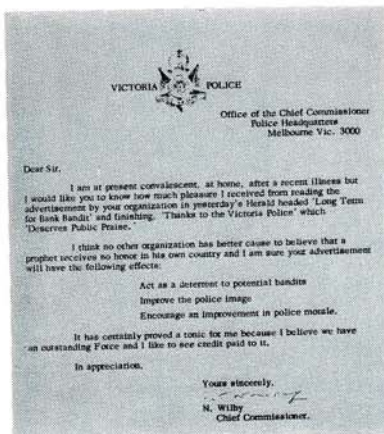 VICTORIA POLICE
Office of the Chief Commissioner
Police Headquarters
Melbourne Vic. 3000
Dear Sir,
I am at present convalescent, at home, after a recent illness but
I would like you to know how much pleasure I received from reading the
advertisement by your organization in yesterday's Herald headed 'Long Term
for Bank Bandit' and finishing, 'Thanks to the Victoria Police' which
'Deserves Public Praise.'
I think no other organization has better cause to believe that a
prophet receives no honor in his own country and I am sure your advertisement
will have the following effects:
Act as a deterrent to potential bandits
Improve the police image
Encourage an improvement in police morale.
It has certainly proved a tonic for me because I believe we have
an outstanding Force and I like to see credit paid to it.
In appreciation,
Yours sincerely,
N. Wilby
Chief Commissioner.